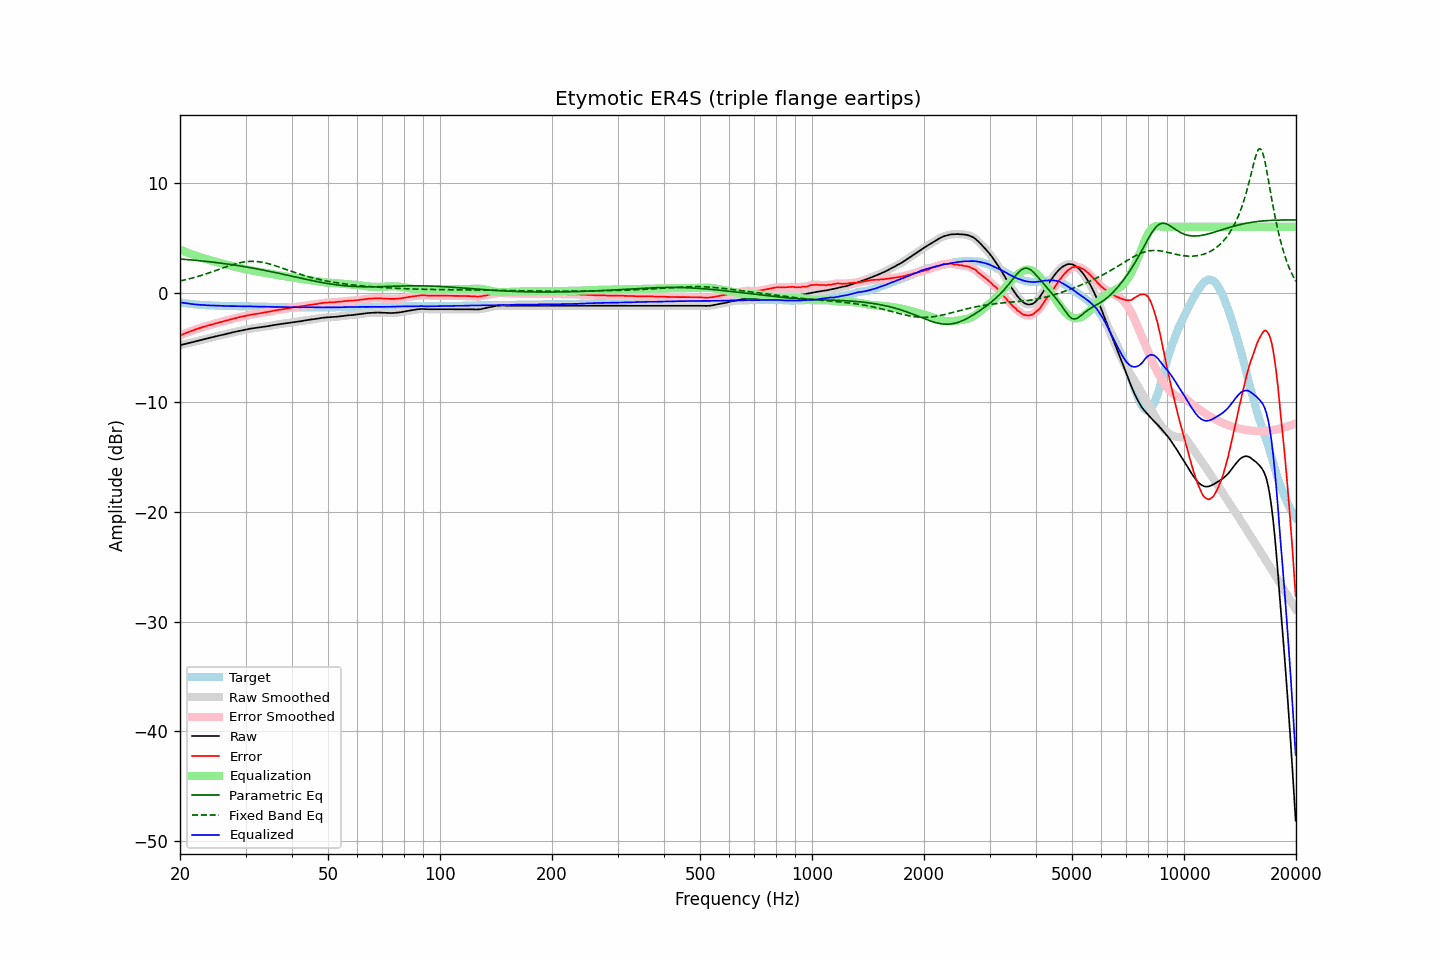 Etymotic ER4S (triple flange eartips)
Amplitude (dBr)
10
0
−10
−20
−30
−40
−50
Target
Raw Smoothed
Error Smoothed
Raw
Error
Equalization
Parametric Eq
Fixed Band Eq
Equalized
20 50 100 200 500 1000 2000 5000 10000 20000
Frequency (Hz)